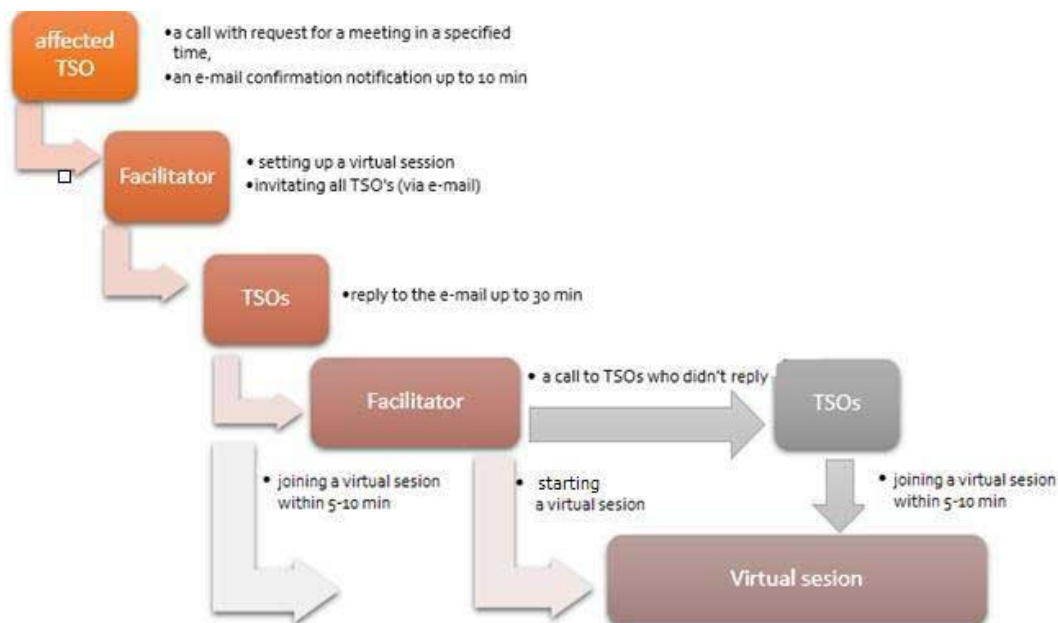 affected
TSO
•a call with request for a meeting in a specified
time,
•an e-mail confirmation notification up to 10 min
Facilitator
• setting up a virtual session
•invitating all TSO's (via e-mail)
TSOs
•reply to the e-mail up to 30 min
Facilitator
• a call to TSOs who didn't reply
TSOs
• joining a virtual sesion
within 5-10 min
• starting
a virtual sesion
• joining a virtual sesion
within 5-10 min
Virtual sesion